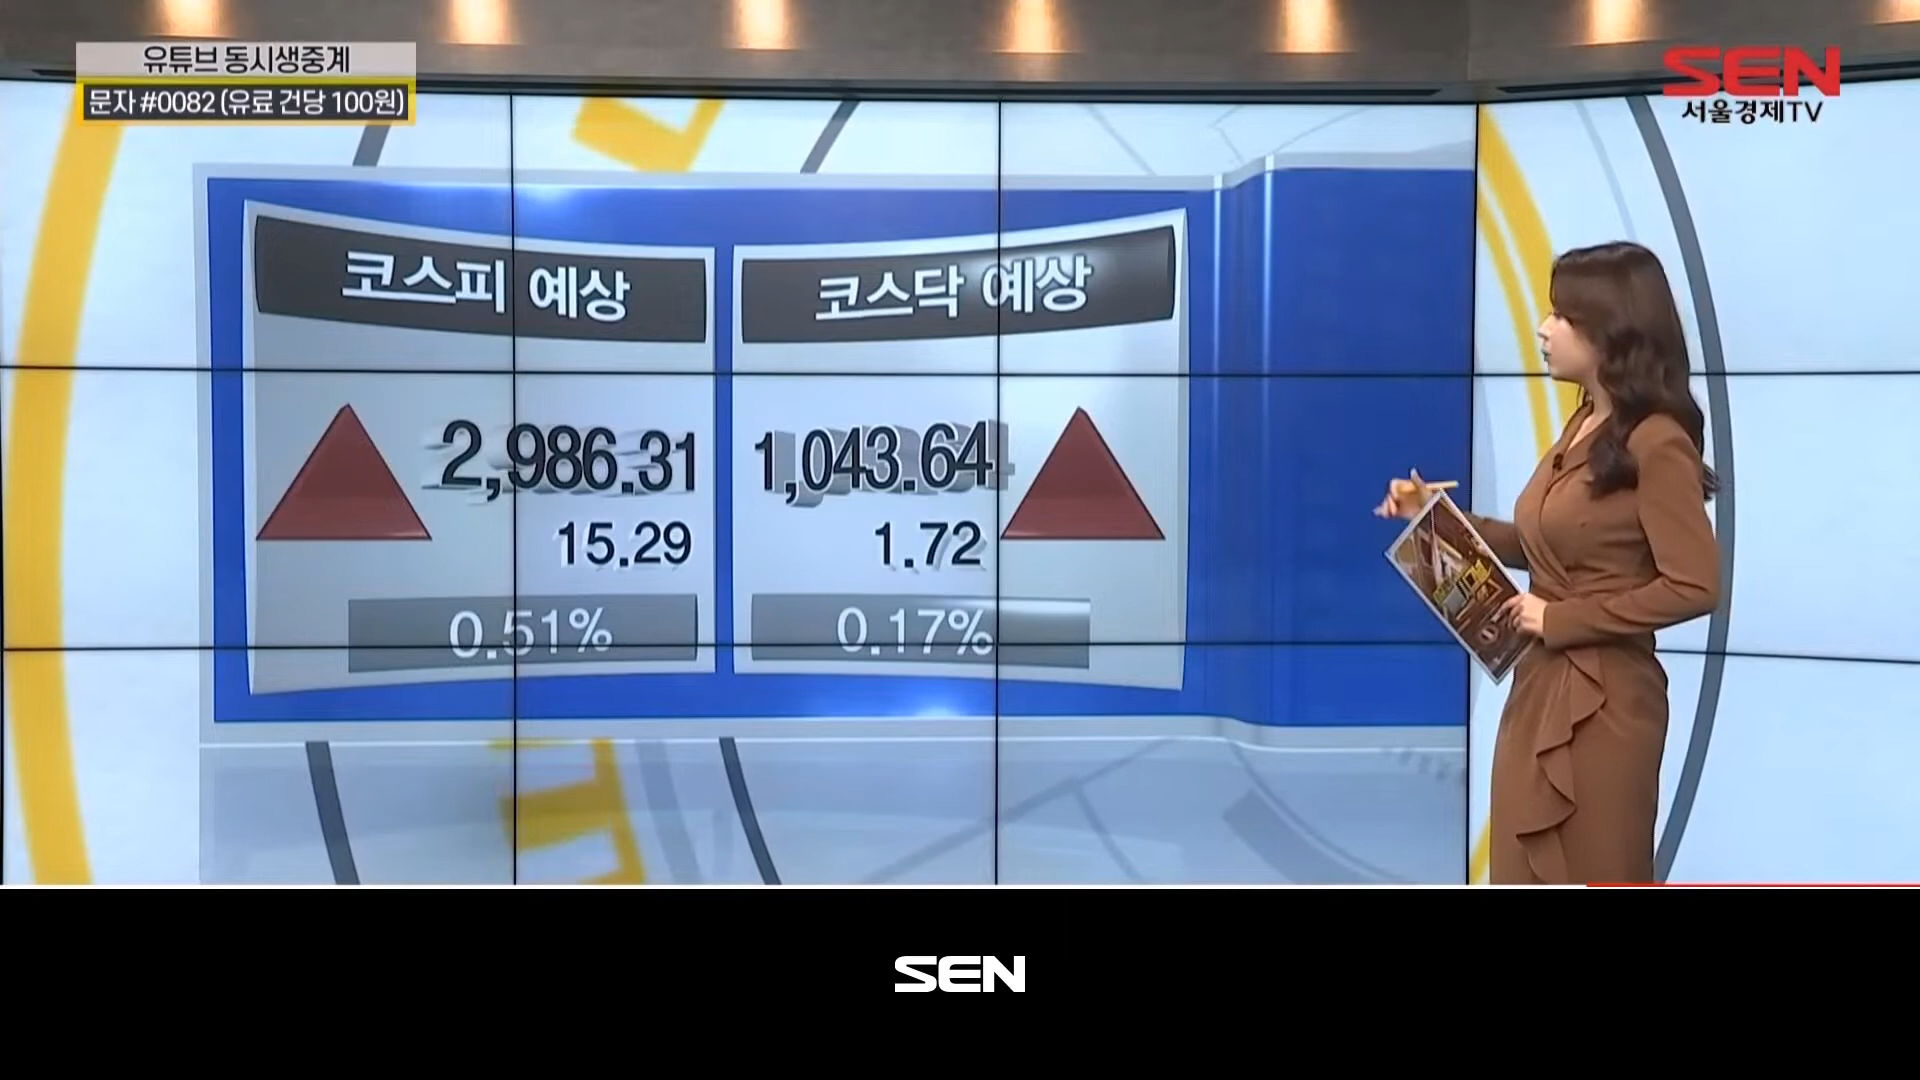 유튜브 동시생중계
문자 #0082 (유료 건당 100원)
SEN
서울경제TV
코스피 예상
2,986.31
15.29
0.51%
코스닥 예상
1,043.64
1.72
0.17%
SEN